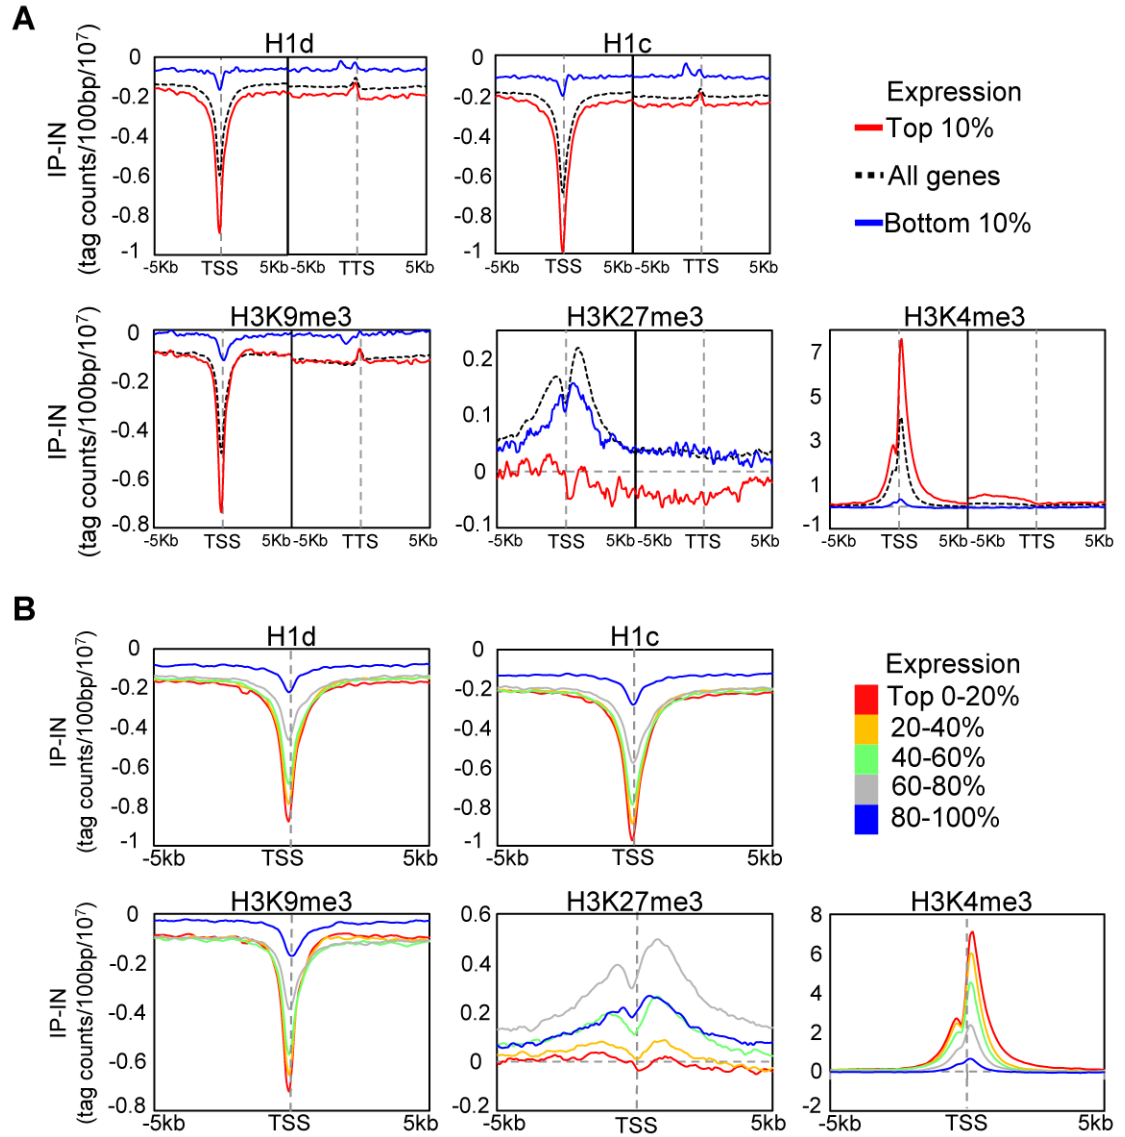 A
H1d
H1c
IP-IN
(tag counts/100bp/10⁷)
0
-0.2
-0.4
-0.6
-0.8
-1
-5Kb TSS 5Kb -5Kb TTS 5Kb
0
-0.2
-0.4
-0.6
-0.8
-1
-5Kb TSS 5Kb -5Kb TTS 5Kb
Expression
Top 10%
All genes
Bottom 10%
H3K9me3
H3K27me3
H3K4me3
IP-IN
(tag counts/100bp/10⁷)
0
-0.2
-0.4
-0.6
-0.8
-5Kb TSS 5Kb -5Kb TTS 5Kb
0.2
0.1
0
-0.1
-5Kb TSS 5Kb -5Kb TTS 5Kb
7
5
3
1
-1
-5Kb TSS 5Kb -5Kb TTS 5Kb
B
H1d
H1c
IP-IN
(tag counts/100bp/10⁷)
0
-0.2
-0.4
-0.6
-0.8
-1
-5kb TSS 5kb
0
-0.2
-0.4
-0.6
-0.8
-1
-5kb TSS 5kb
Expression
Top 0-20%
20-40%
40-60%
60-80%
80-100%
H3K9me3
H3K27me3
H3K4me3
IP-IN
(tag counts/100bp/10⁷)
0
-0.2
-0.4
-0.6
-0.8
-5kb TSS 5kb
0.6
0.4
0.2
0
-0.2
-5kb TSS 5kb
8
6
4
2
0
-2
-5kb TSS 5kb